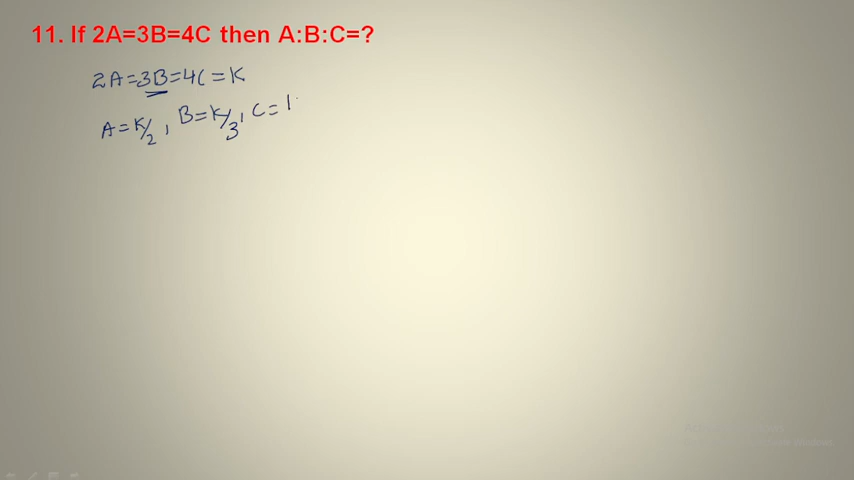 11. If 2A=3B=4C then A:B:C=?
2A=3B=4C=K
A=K/2, B=K/3, C=